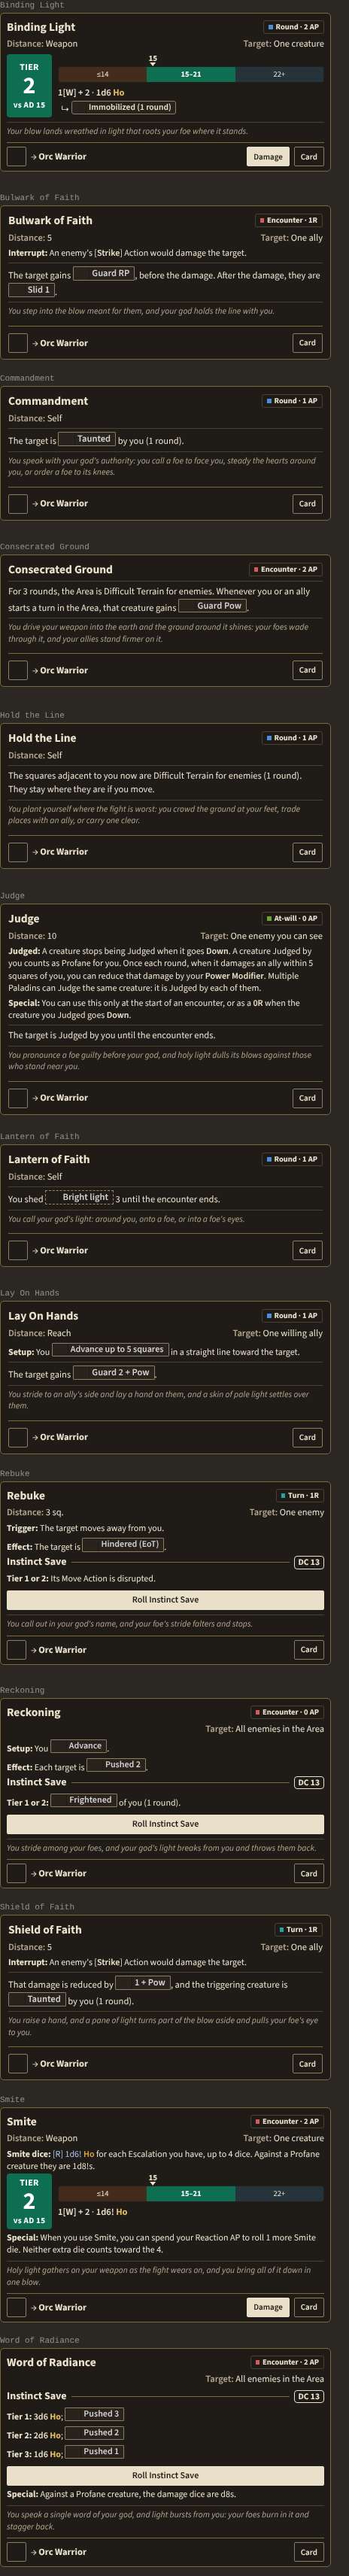 Binding Light
Binding Light
Round · 2 AP
Distance: Weapon
Target: One creature
TIER
2
vs AD 15
15
≤14
15–21
22+
1[W] + 2 · 1d6 Ho
↪ Immobilized (1 round)
Your blow lands wreathed in light that roots your foe where it stands.
→ Orc Warrior
Damage
Card
Bulwark of Faith
Bulwark of Faith
Encounter · 1R
Distance: 5
Target: One ally
Interrupt: An enemy's [Strike] Action would damage the target.
The target gains Guard RP, before the damage. After the damage, they are
Slid 1.
You step into the blow meant for them, and your god holds the line with you.
→ Orc Warrior
Card
Commandment
Commandment
Round · 1 AP
Distance: Self
The target is Taunted by you (1 round).
You speak with your god's authority: you call a foe to face you, steady the hearts around
you, or order a foe to its knees.
→ Orc Warrior
Card
Consecrated Ground
Consecrated Ground
Encounter · 2 AP
For 3 rounds, the Area is Difficult Terrain for enemies. Whenever you or an ally
starts a turn in the Area, that creature gains Guard Pow.
You drive your weapon into the earth and the ground around it shines: your foes wade
through it, and your allies stand firmer on it.
→ Orc Warrior
Card
Hold the Line
Hold the Line
Round · 1 AP
Distance: Self
The squares adjacent to you now are Difficult Terrain for enemies (1 round).
They stay where they are if you move.
You plant yourself where the fight is worst: you crowd the ground at your feet, trade
places with an ally, or carry one clear.
→ Orc Warrior
Card
Judge
Judge
At-will · 0 AP
Distance: 10
Target: One enemy you can see
Judged: A creature stops being Judged when it goes Down. A creature Judged by
you counts as Profane for you. Once each round, when it damages an ally within 5
squares of you, you can reduce that damage by your Power Modifier. Multiple
Paladins can Judge the same creature: it is Judged by each of them.
Special: You can use this only at the start of an encounter, or as a 0R when the
creature you Judged goes Down.
The target is Judged by you until the encounter ends.
You pronounce a foe guilty before your god, and holy light dulls its blows against those
who stand near you.
→ Orc Warrior
Card
Lantern of Faith
Lantern of Faith
Round · 1 AP
Distance: Self
You shed Bright light 3 until the encounter ends.
You call your god's light: around you, onto a foe, or into a foe's eyes.
→ Orc Warrior
Card
Lay On Hands
Lay On Hands
Round · 1 AP
Distance: Reach
Target: One willing ally
Setup: You Advance up to 5 squares in a straight line toward the target.
The target gains Guard 2 + Pow.
You stride to an ally's side and lay a hand on them, and a skin of pale light settles over
them.
→ Orc Warrior
Card
Rebuke
Rebuke
Turn · 1R
Distance: 3 sq.
Target: One enemy
Trigger: The target moves away from you.
Effect: The target is Hindered (EoT).
Instinct Save
DC 13
Tier 1 or 2: Its Move Action is disrupted.
Roll Instinct Save
You call out in your god's name, and your foe's stride falters and stops.
→ Orc Warrior
Card
Reckoning
Reckoning
Encounter · 0 AP
Target: All enemies in the Area
Setup: You Advance.
Effect: Each target is Pushed 2.
Instinct Save
DC 13
Tier 1 or 2: Frightened of you (1 round).
Roll Instinct Save
You stride among your foes, and your god's light breaks from you and throws them back.
→ Orc Warrior
Card
Shield of Faith
Shield of Faith
Turn · 1R
Distance: 5
Target: One ally
Interrupt: An enemy's [Strike] Action would damage the target.
That damage is reduced by 1 + Pow, and the triggering creature is
Taunted by you (1 round).
You raise a hand, and a pane of light turns part of the blow aside and pulls your foe's eye
to you.
→ Orc Warrior
Card
Smite
Smite
Encounter · 2 AP
Distance: Weapon
Target: One creature
Smite dice: [R] 1d6! Ho for each Escalation you have, up to 4 dice. Against a Profane
creature they are 1d8!s.
TIER
2
vs AD 15
15
≤14
15–21
22+
1[W] + 2 · 1d6! Ho
Special: When you use Smite, you can spend your Reaction AP to roll 1 more Smite
die. Neither extra die counts toward the 4.
Holy light gathers on your weapon as the fight wears on, and you bring all of it down in
one blow.
→ Orc Warrior
Damage
Card
Word of Radiance
Word of Radiance
Encounter · 2 AP
Target: All enemies in the Area
Instinct Save
DC 13
Tier 1: 3d6 Ho; Pushed 3
Tier 2: 2d6 Ho; Pushed 2
Tier 3: 1d6 Ho; Pushed 1
Roll Instinct Save
Special: Against a Profane creature, the damage dice are d8s.
You speak a single word of your god, and light bursts from you: your foes burn in it and
stagger back.
→ Orc Warrior
Card